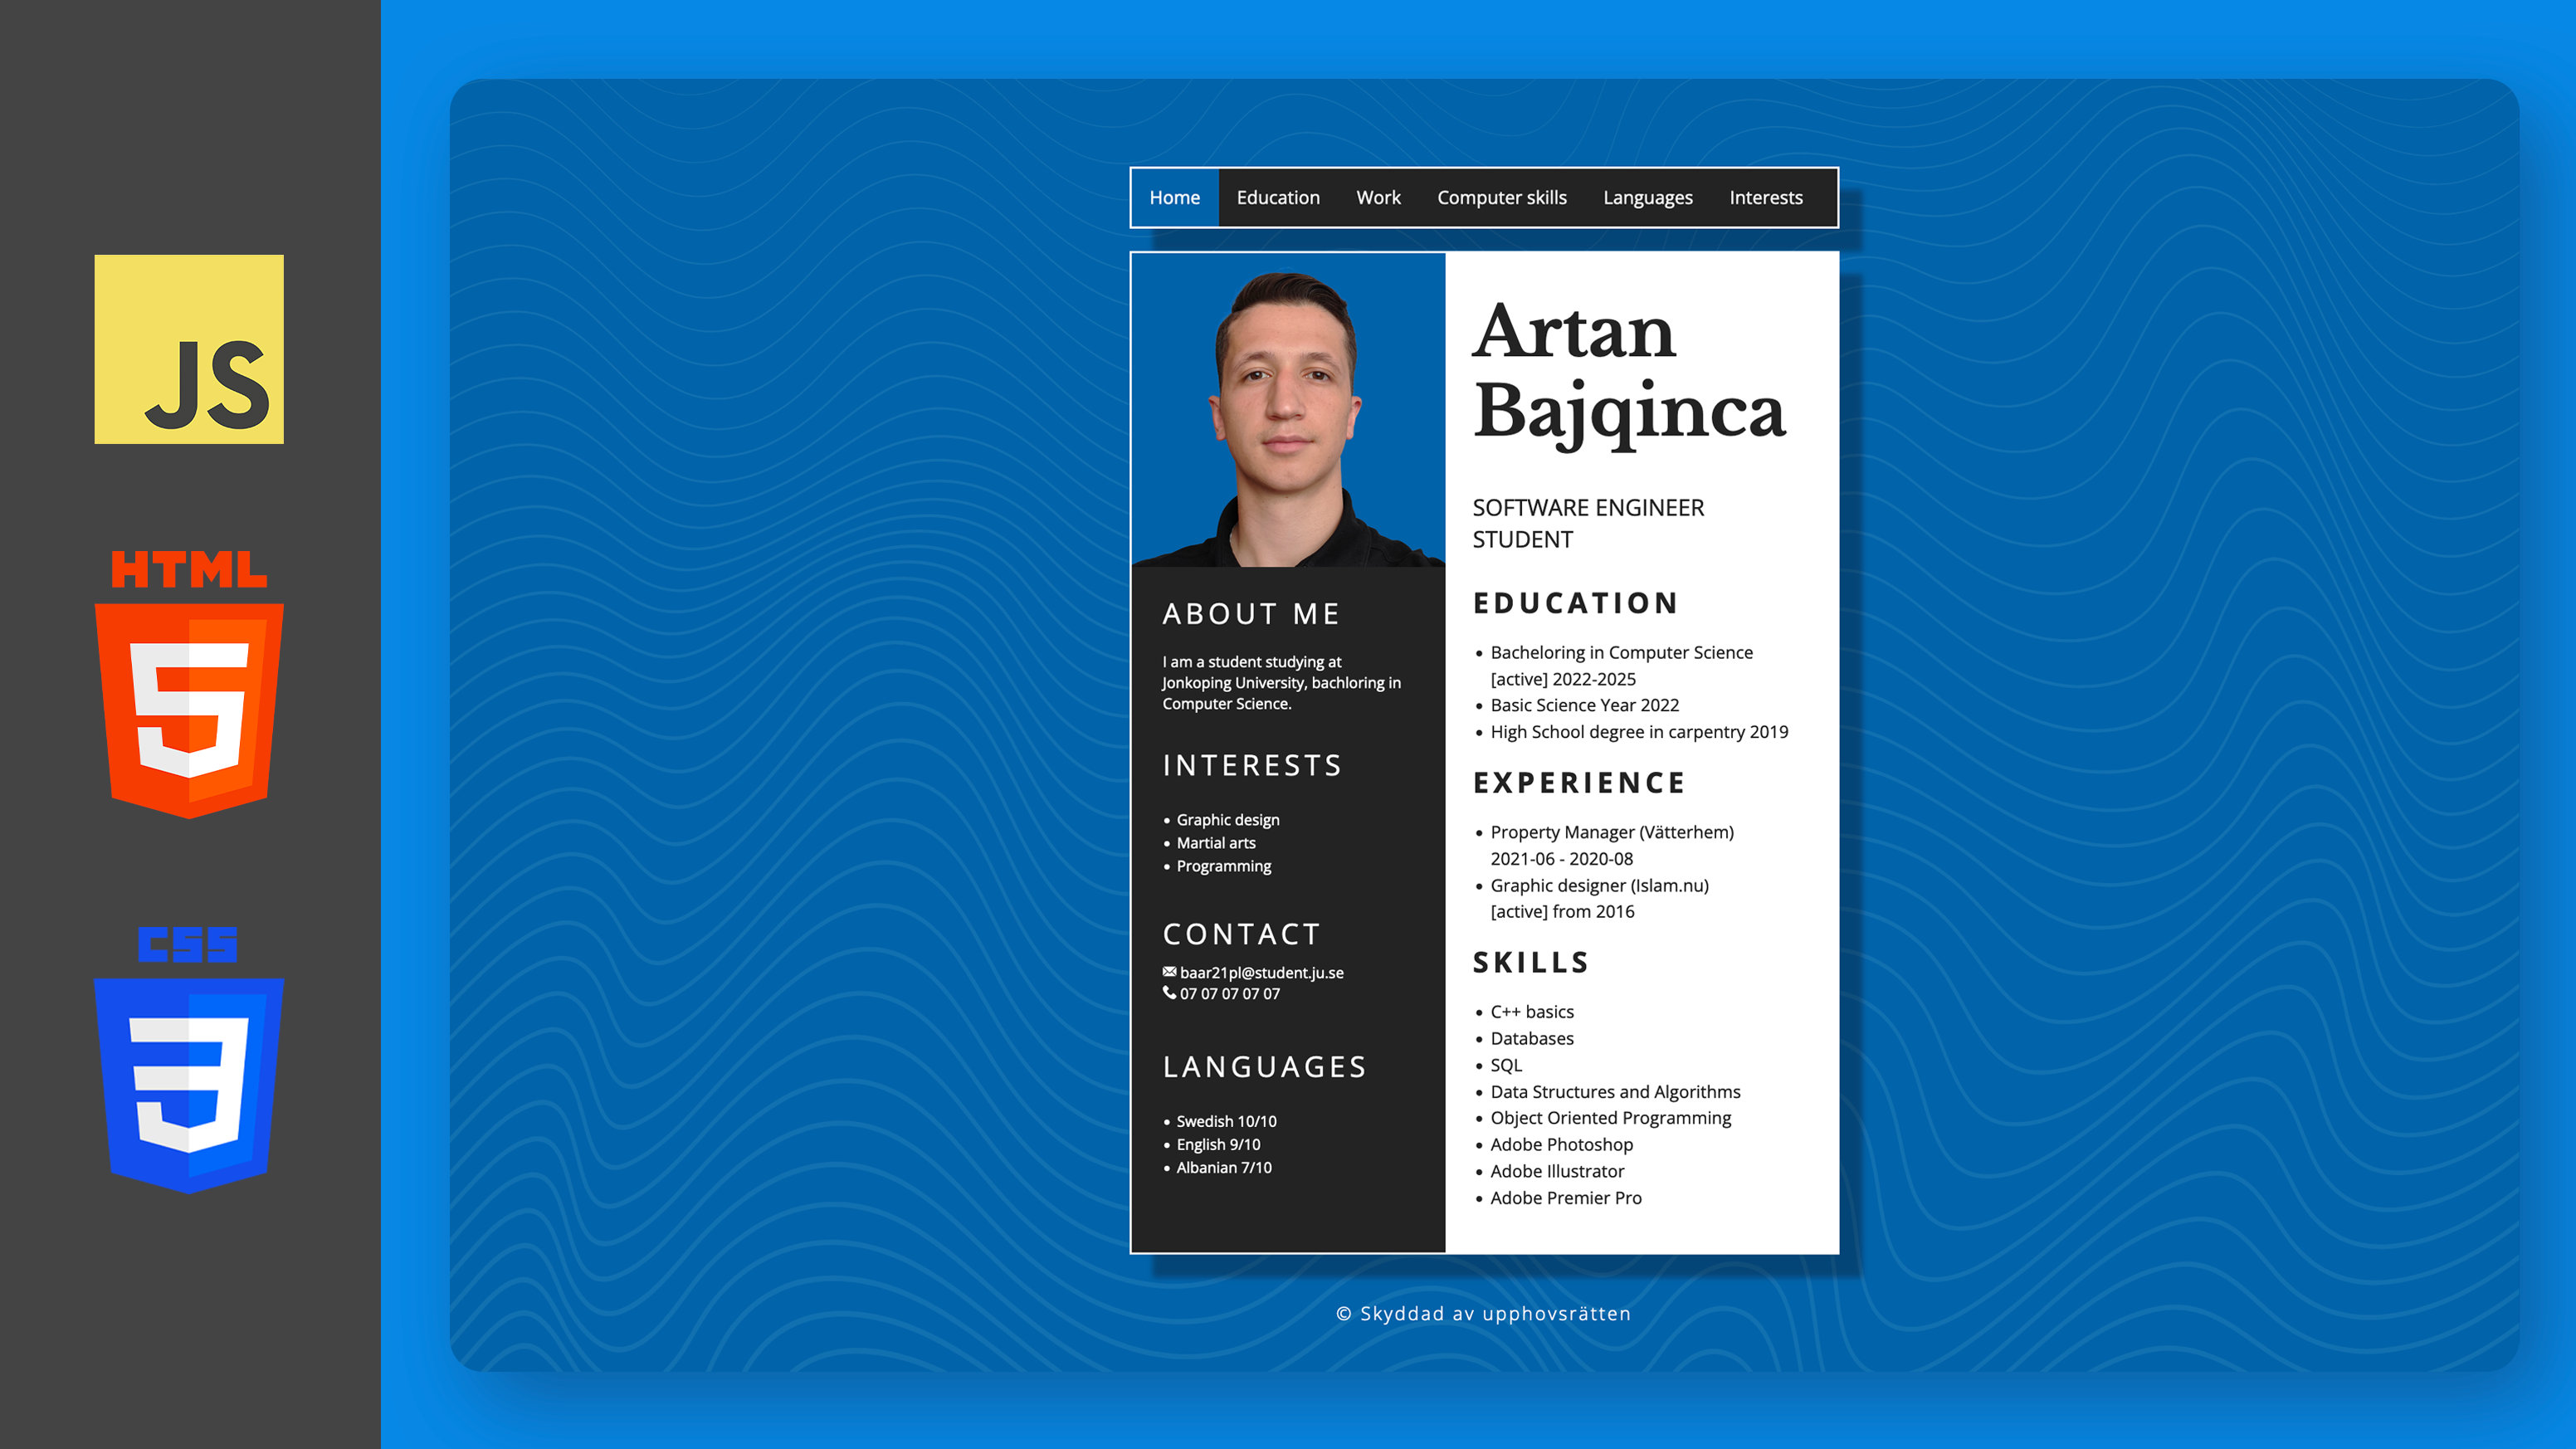 JS
HTML
5
CSS
3
Home Education Work Computer skills Languages Interests
ABOUT ME
I am a student studying at
Jonkoping University, bachloring in
Computer Science.
INTERESTS
• Graphic design
• Martial arts
• Programming
CONTACT
baar21pl@student.ju.se
07 07 07 07 07
LANGUAGES
• Swedish 10/10
• English 9/10
• Albanian 7/10
Artan
Bajqinca
SOFTWARE ENGINEER
STUDENT
EDUCATION
• Bacheloring in Computer Science
[active] 2022-2025
• Basic Science Year 2022
• High School degree in carpentry 2019
EXPERIENCE
• Property Manager (Vätterhem)
2021-06 - 2020-08
• Graphic designer (Islam.nu)
[active] from 2016
SKILLS
• C++ basics
• Databases
• SQL
• Data Structures and Algorithms
• Object Oriented Programming
• Adobe Photoshop
• Adobe Illustrator
• Adobe Premier Pro
© Skyddad av upphovsrätten